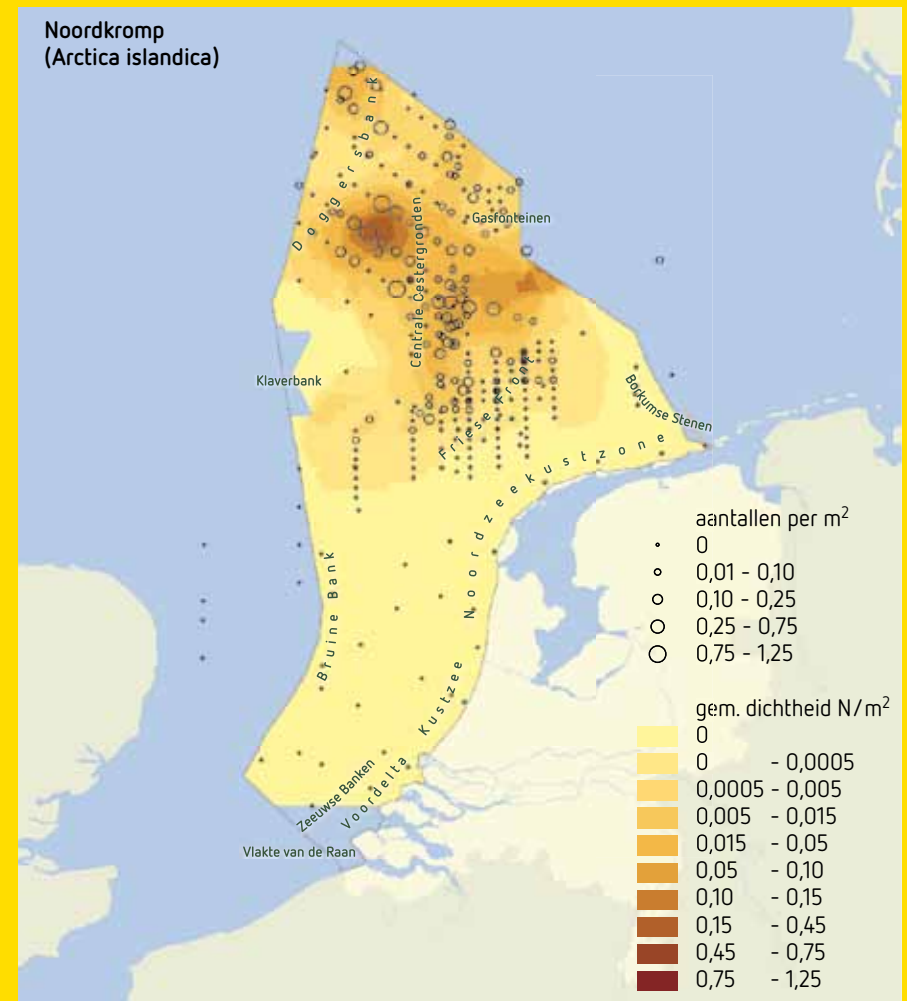 Noordkromp
(Arctica islandica)
Doggersbank
Centrale Oestergronden
Gasfonteinen
Klaverbank
Friese Front
Borkumse Stenen
Noordzeekustzone
Bruine Bank
Kustzee
Zeeuwse Banken
Voordelta
Vlakte van de Raan
aantallen per m²
0
0,01 - 0,10
0,10 - 0,25
0,25 - 0,75
0,75 - 1,25
gem. dichtheid N/m²
0
0 - 0,0005
0,0005 - 0,005
0,005 - 0,015
0,015 - 0,05
0,05 - 0,10
0,10 - 0,15
0,15 - 0,45
0,45 - 0,75
0,75 - 1,25